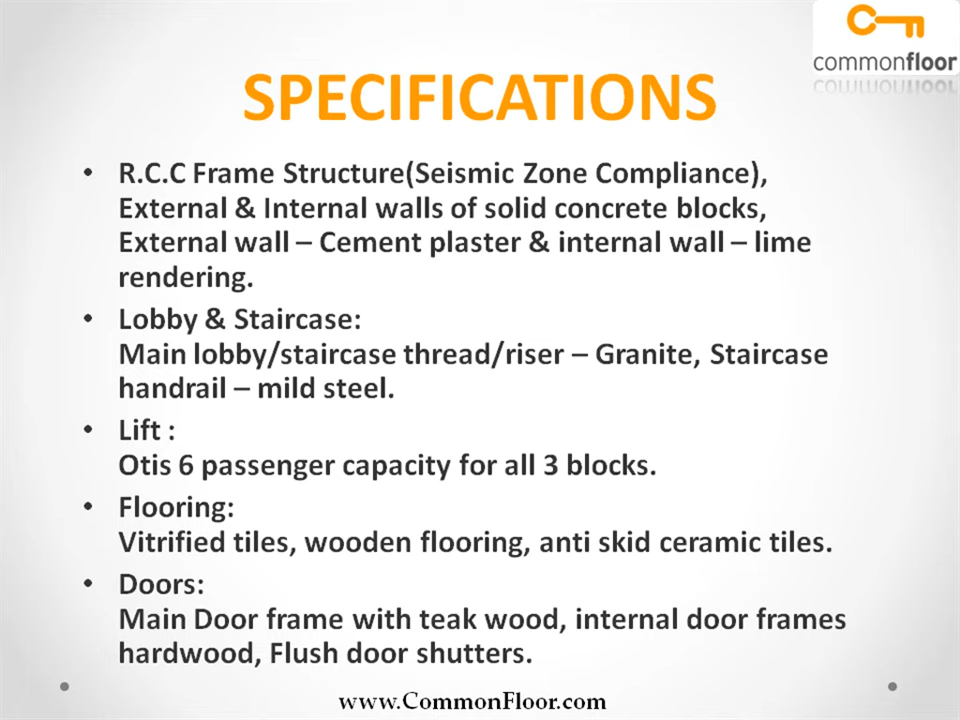 commonfloor
SPECIFICATIONS
• R.C.C Frame Structure(Seismic Zone Compliance),
External & Internal walls of solid concrete blocks,
External wall – Cement plaster & internal wall – lime
rendering.
• Lobby & Staircase:
Main lobby/staircase thread/riser – Granite, Staircase
handrail – mild steel.
• Lift :
Otis 6 passenger capacity for all 3 blocks.
• Flooring:
Vitrified tiles, wooden flooring, anti skid ceramic tiles.
• Doors:
Main Door frame with teak wood, internal door frames
hardwood, Flush door shutters.
www.CommonFloor.com